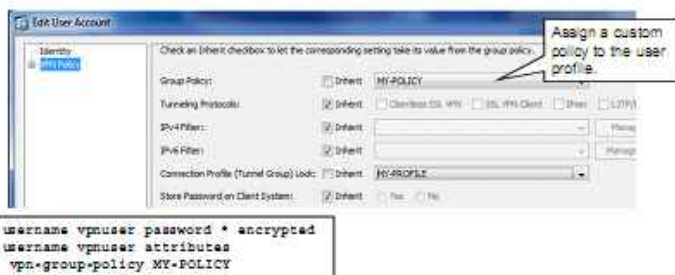 Edit User Account
Assign a custom
policy to the user
profile.
Identity
VPN Policy
Check an Inherit checkbox to let the corresponding setting take its value from the group policy.
Group Policy: Inherit MY-POLICY
Tunneling Protocols: Inherit Clientless SSL VPN SSL VPN Client IPsec L2TP/I
IPv4 Filter: Inherit Manag
IPv6 Filter: Inherit Manag
Connection Profile (Tunnel Group) Lock: Inherit MY-PROFILE
Store Password on Client System: Inherit Yes No
username vpnuser password * encrypted
username vpnuser attributes
vpn-group-policy MY-POLICY